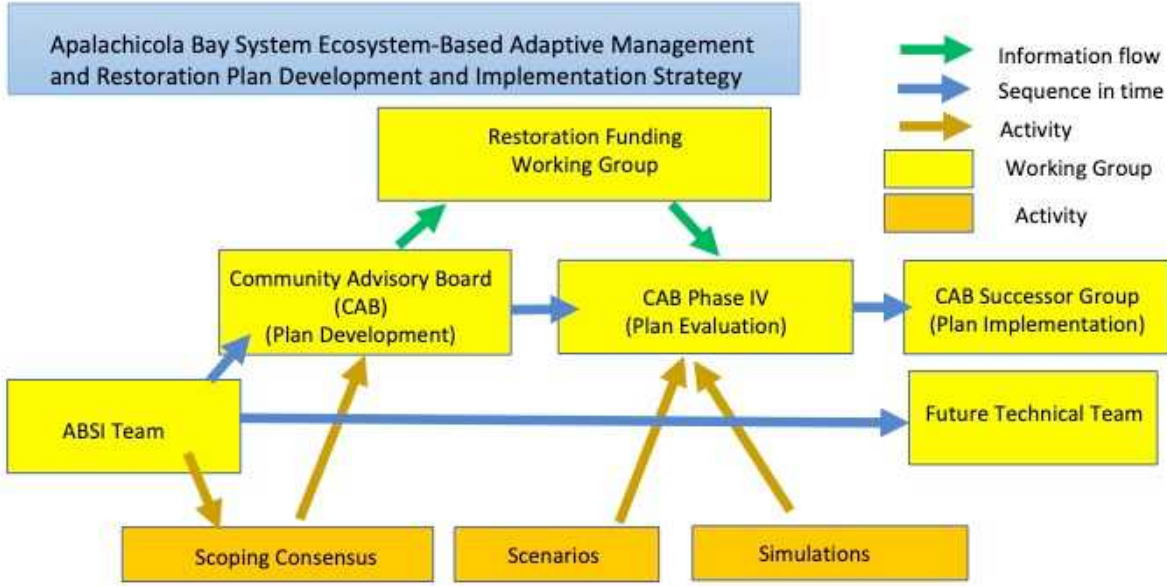 Apalachicola Bay System Ecosystem-Based Adaptive Management
and Restoration Plan Development and Implementation Strategy
Information flow
Sequence in time
Activity
Working Group
Activity
Restoration Funding
Working Group
Community Advisory Board
(CAB)
(Plan Development)
CAB Phase IV
(Plan Evaluation)
CAB Successor Group
(Plan Implementation)
ABSI Team
Future Technical Team
Scoping Consensus
Scenarios
Simulations